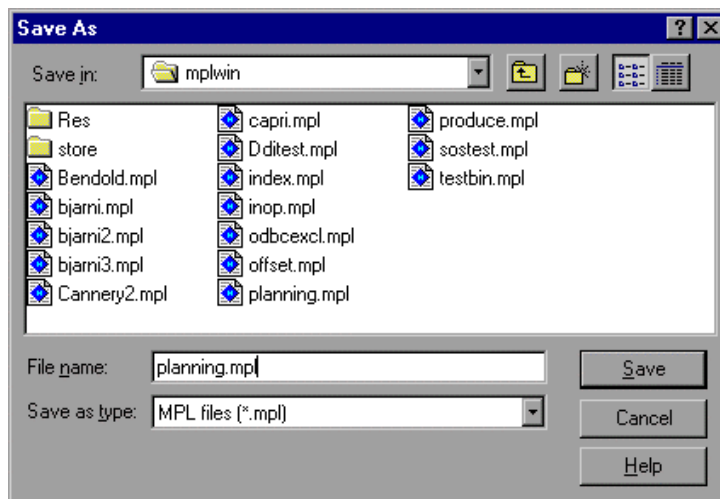 Save As
Save in: mplwin
Res capri.mpl produce.mpl
store Dditest.mpl sostest.mpl
Bendold.mpl index.mpl testbin.mpl
bjarni.mpl inop.mpl
bjarni2.mpl odbcexcl.mpl
bjarni3.mpl offset.mpl
Cannery2.mpl planning.mpl
File name: planning.mpl Save
Save as type: MPL files (*.mpl) Cancel
Help